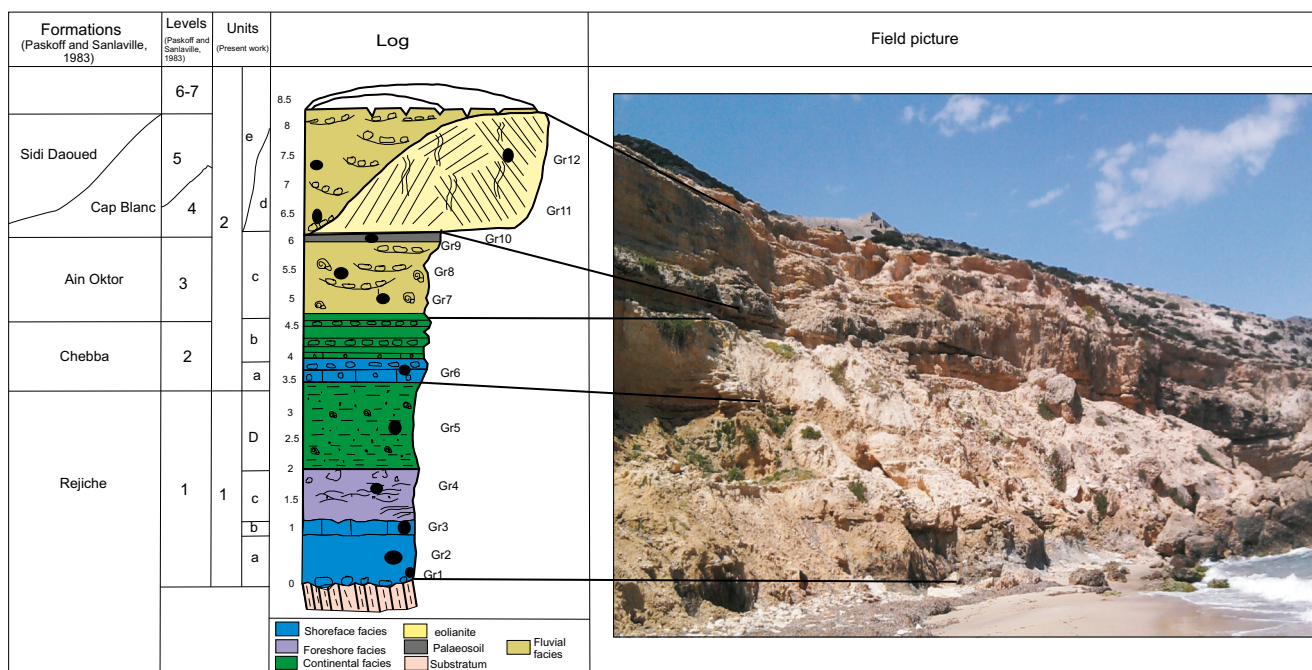 Formations
(Paskoff and Sanlaville,
1983)
Levels
(Paskoff and
Sanlaville,
1983)
Units
(Present work)
Log
Field picture
6-7
Sidi Daoued
5
Cap Blanc
4
Ain Oktor
3
Chebba
2
Rejiche
1
2
1
e
d
c
b
a
D
c
b
a
8.5
8
7.5
7
6.5
6
5.5
5
4.5
4
3.5
3
2.5
2
1.5
1
0
Gr12
Gr11
Gr10
Gr9
Gr8
Gr7
Gr6
Gr5
Gr4
Gr3
Gr2
Gr1
Shoreface facies
Foreshore facies
Continental facies
eolianite
Palaeosoil
Substratum
Fluvial
facies